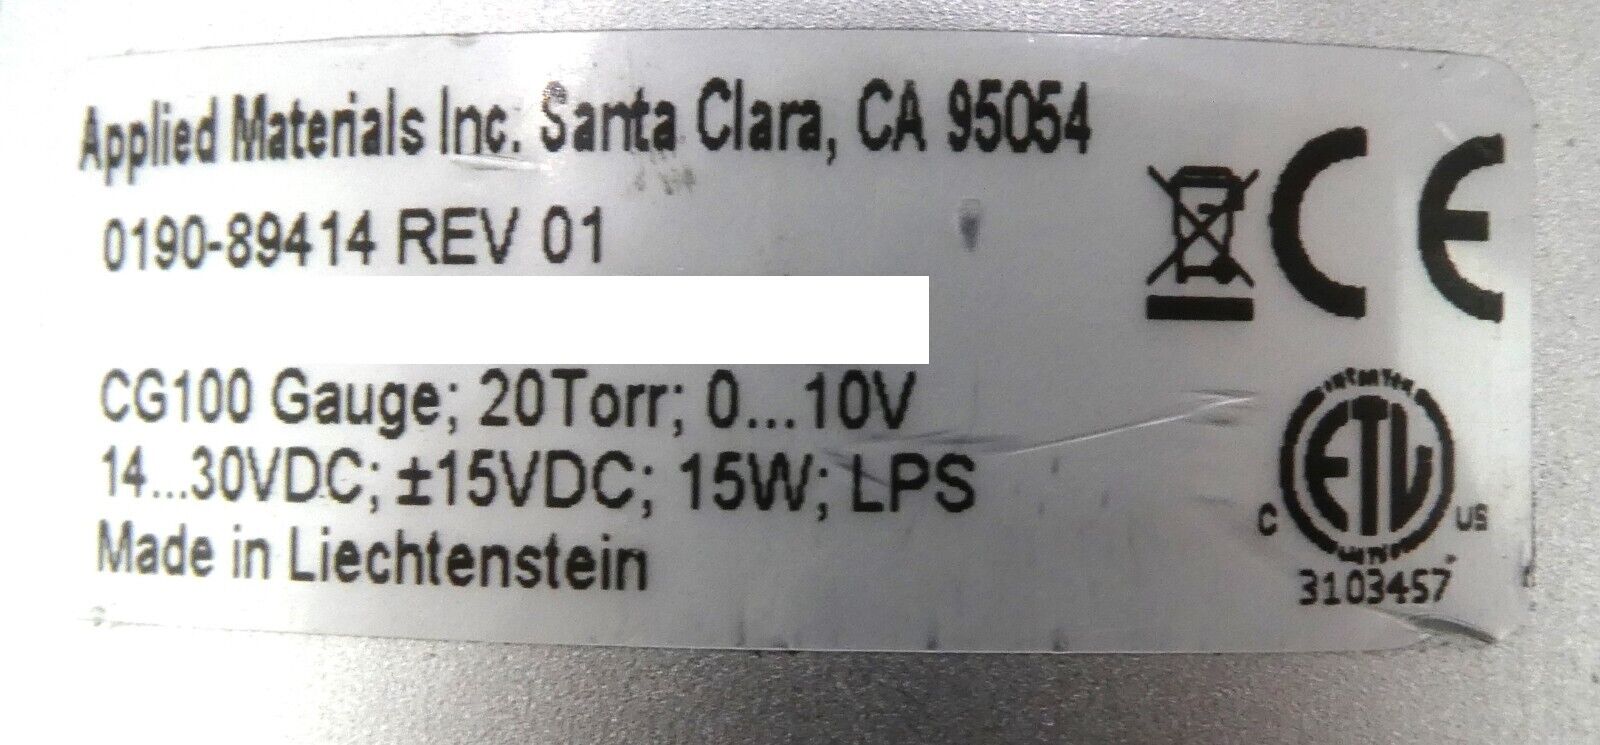 Applied Materials Inc. Santa Clara, CA 95054
0190-89414 REV 01
CG100 Gauge; 20Torr; 0...10V
14...30VDC; ±15VDC; 15W; LPS
Made in Liechtenstein
CE
ETL
C US
3103457